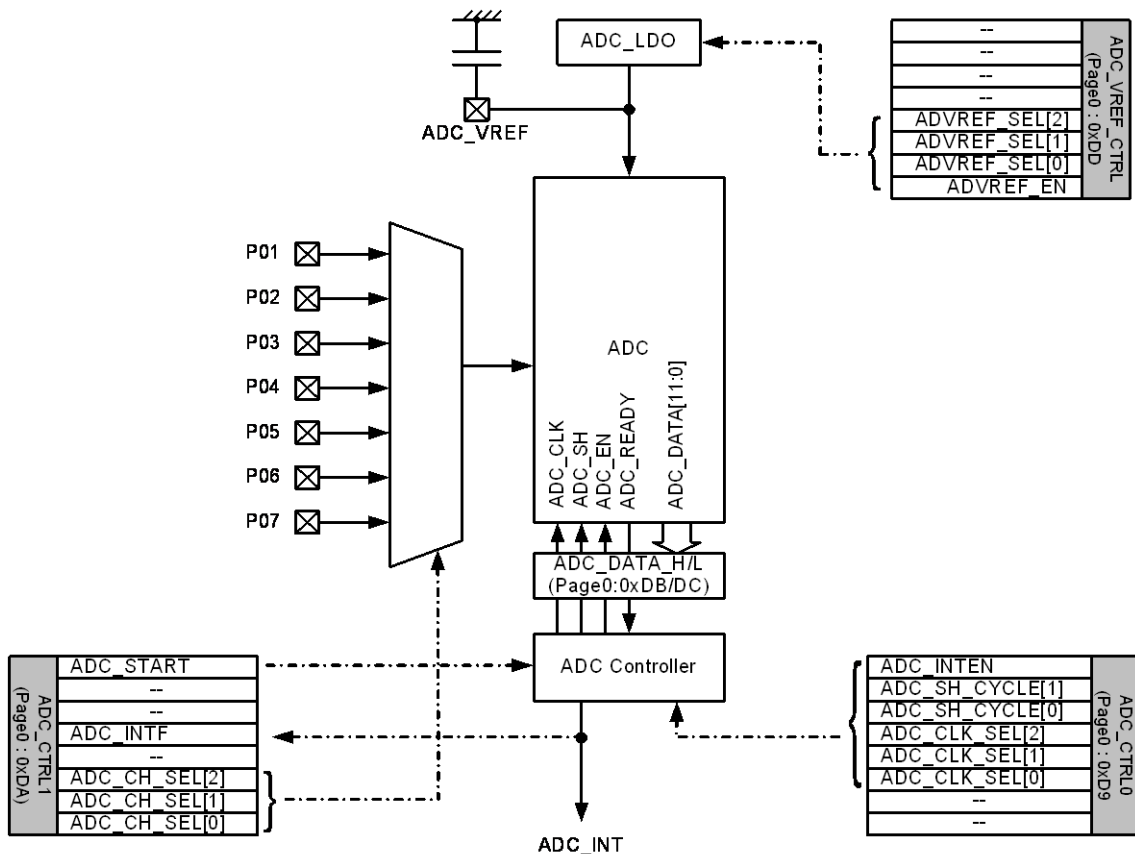 ADC_LDO
ADC_VREF
--
--
--
--
ADVREF_SEL[2]
ADVREF_SEL[1]
ADVREF_SEL[0]
ADVREF_EN
ADC_VREF_CTRL
(Page0 : 0xDD
P01
P02
P03
P04
P05
P06
P07
ADC
ADC_CLK
ADC_SH
ADC_EN
ADC_READY
ADC_DATA[11:0]
ADC_DATA_H/L
(Page0:0xDB/DC)
ADC Controller
ADC_CTRL1
(Page0 : 0xDA)
ADC_START
--
--
ADC_INTF
--
ADC_CH_SEL[2]
ADC_CH_SEL[1]
ADC_CH_SEL[0]
ADC_INTEN
ADC_SH_CYCLE[1]
ADC_SH_CYCLE[0]
ADC_CLK_SEL[2]
ADC_CLK_SEL[1]
ADC_CLK_SEL[0]
--
--
ADC_CTRL0
(Page0 : 0xD9
ADC_INT